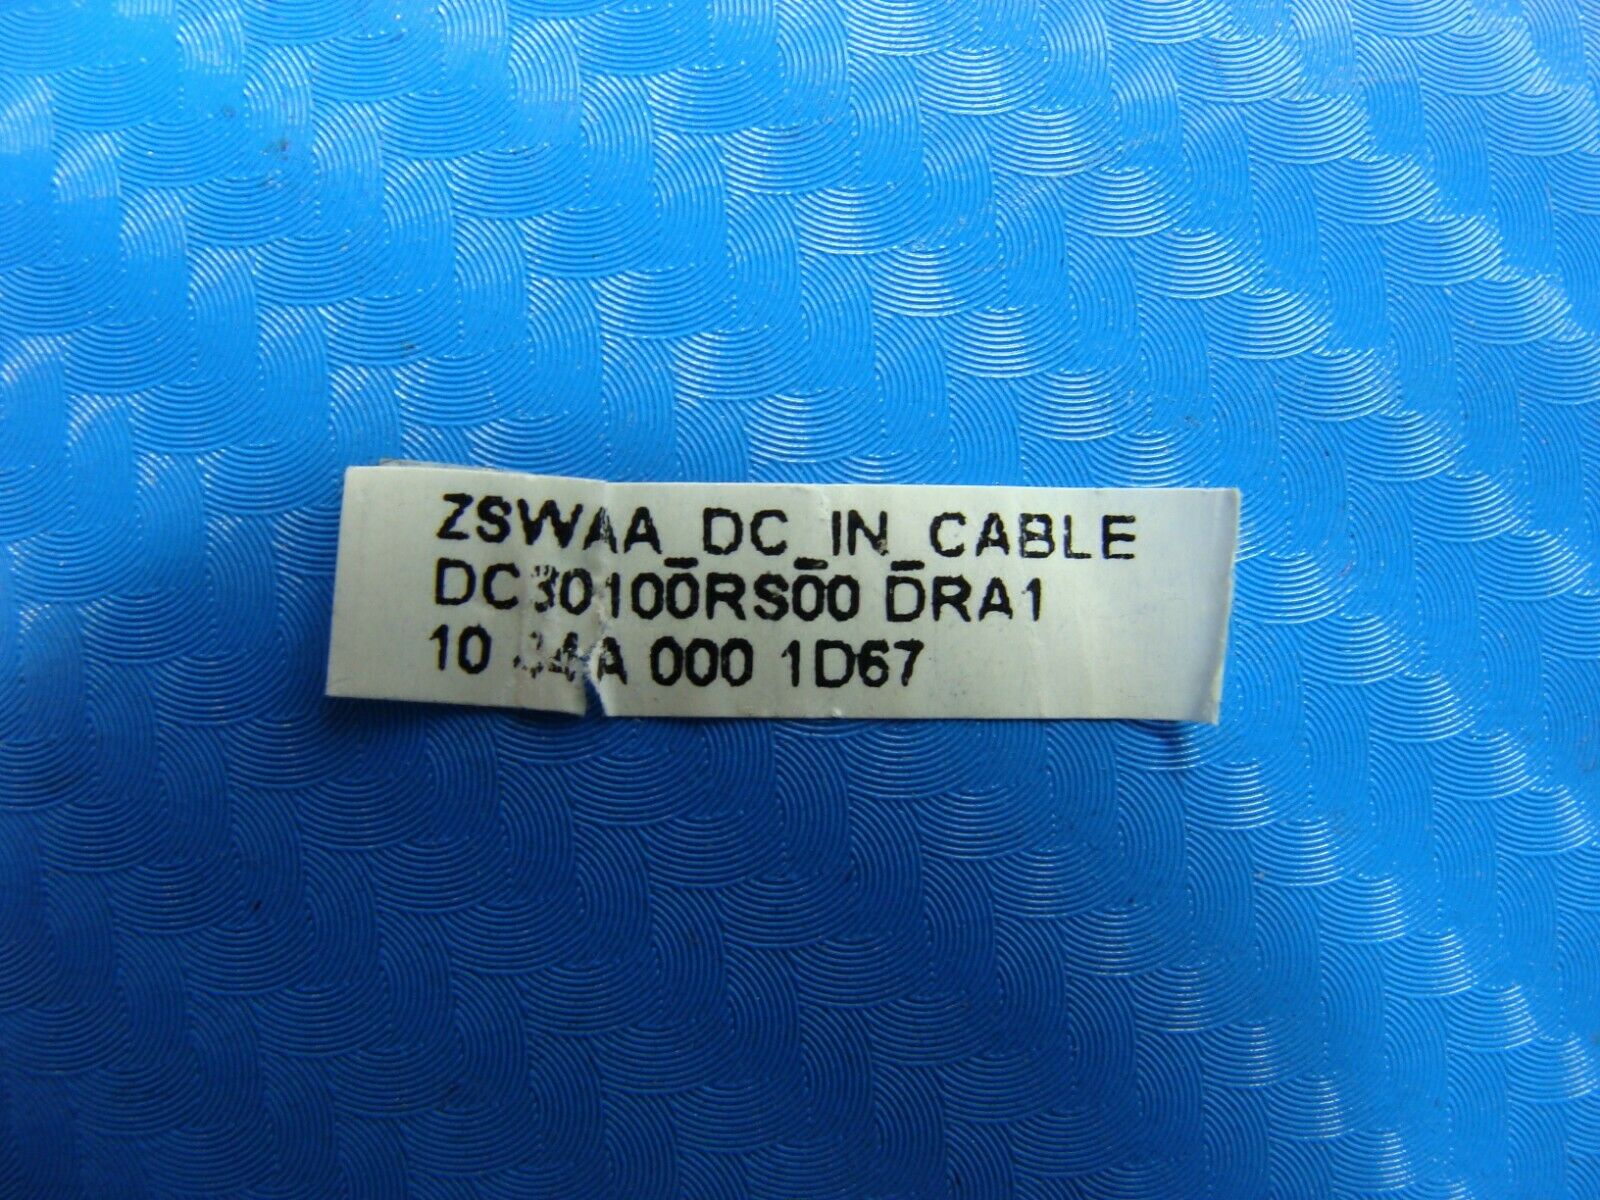 ZSWAA_DC_IN_CABLE
DC30100RS00 DRA1
10 000 1D67